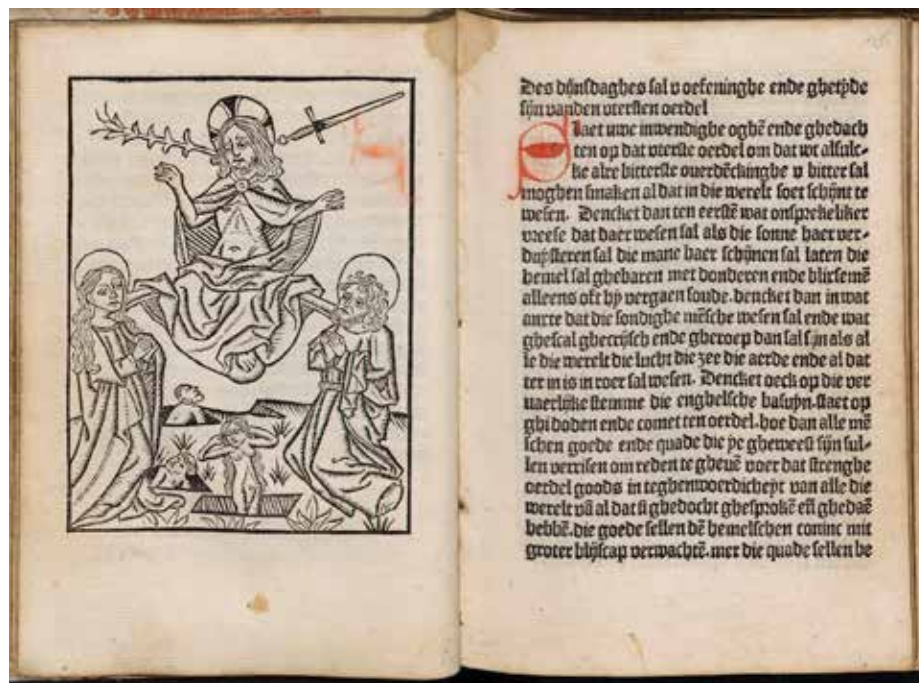 Des dijnsdaghes sal v oefeninghe ende ghetijde
sijn vanden vtersten oerdel
Slaet uwe inwendighe oghē ende ghedach
ten op dat vterste oerdel om dat wt alsulc-
ke alre bitterste ouerdēckinghe v bitter sal
moghen smaken al dat in die werelt soet schijnt te
wesen. Dencket dan ten eerstē wat onsprekeliker
vreese dat daer wesen sal als die sonne haer ver-
duysteren sal die mane haer schijnen sal laten die
hemel sal ghebaren met donderen ende blixemē
alleens oft hy vergaen soude. dencket dan in wat
anxte dat die sondighe mēsche wesen sal ende wat
ghescal ghecrijsch ende gheroep dan sal sijn als al
le die werelt die lucht die zee die aerde ende al dat
ter in is in roer sal wesen. Dencket oeck op die ver
uaerlijke stemme die enghelsche basuyn. staet op
ghi doden ende comet ten oerdel. hoe dan alle mē
schen goede ende quade die ye gheweest sijn sul-
len verrisen om reden te gheuē voer dat strenghe
oerdel goods in teghenwoerdicheyt van alle die
werelt vā al dat si ghedocht ghesprokē eñ ghedaē
hebbē. die goede sellen dē hemelschen coninc mit
groter blijscap verwachtē. mer die quade sellen be